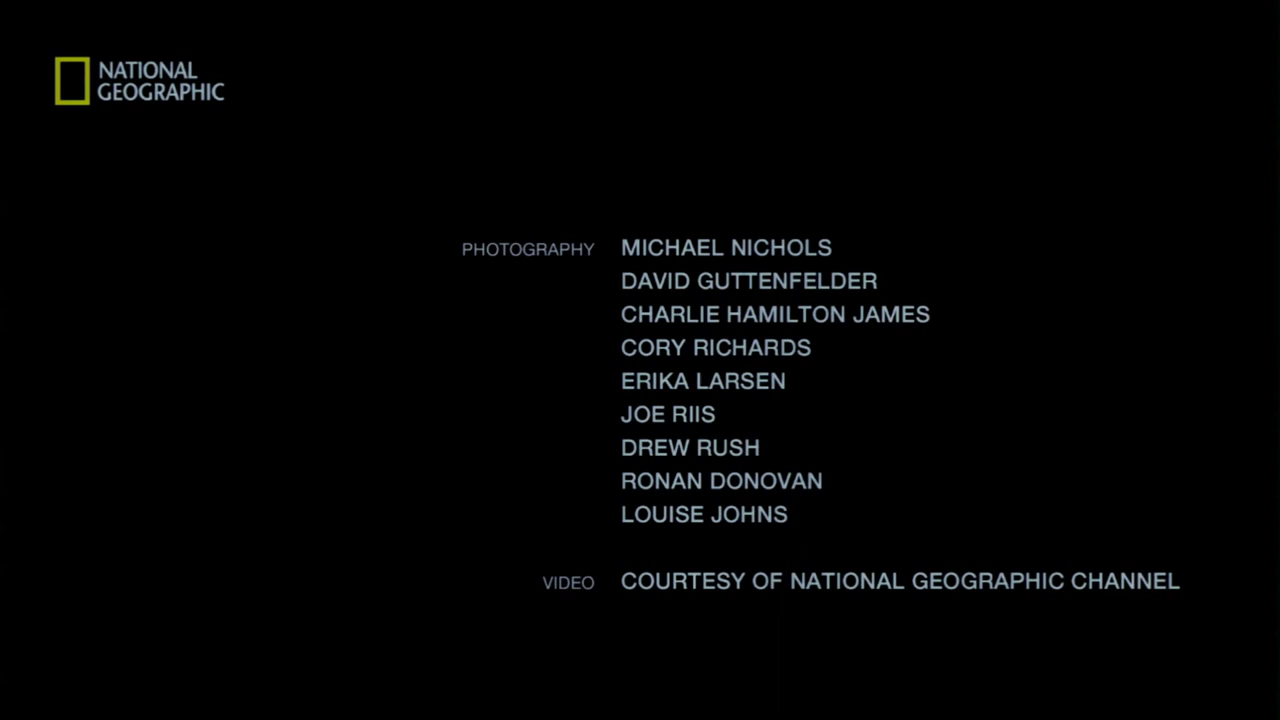 NATIONAL
GEOGRAPHIC
PHOTOGRAPHY MICHAEL NICHOLS
DAVID GUTTENFELDER
CHARLIE HAMILTON JAMES
CORY RICHARDS
ERIKA LARSEN
JOE RIIS
DREW RUSH
RONAN DONOVAN
LOUISE JOHNS
VIDEO COURTESY OF NATIONAL GEOGRAPHIC CHANNEL